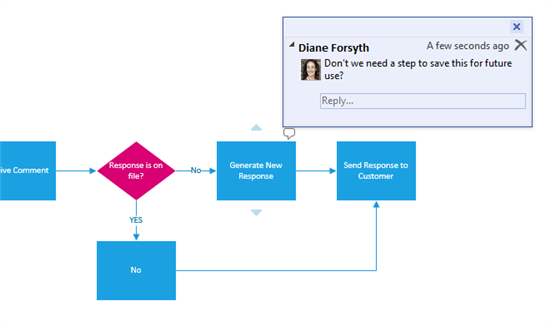 Diane Forsyth
A few seconds ago
Don't we need a step to save this for future
use?
Reply...
ive Comment
Response is on
file?
No
Generate New
Response
Send Response to
Customer
YES
No